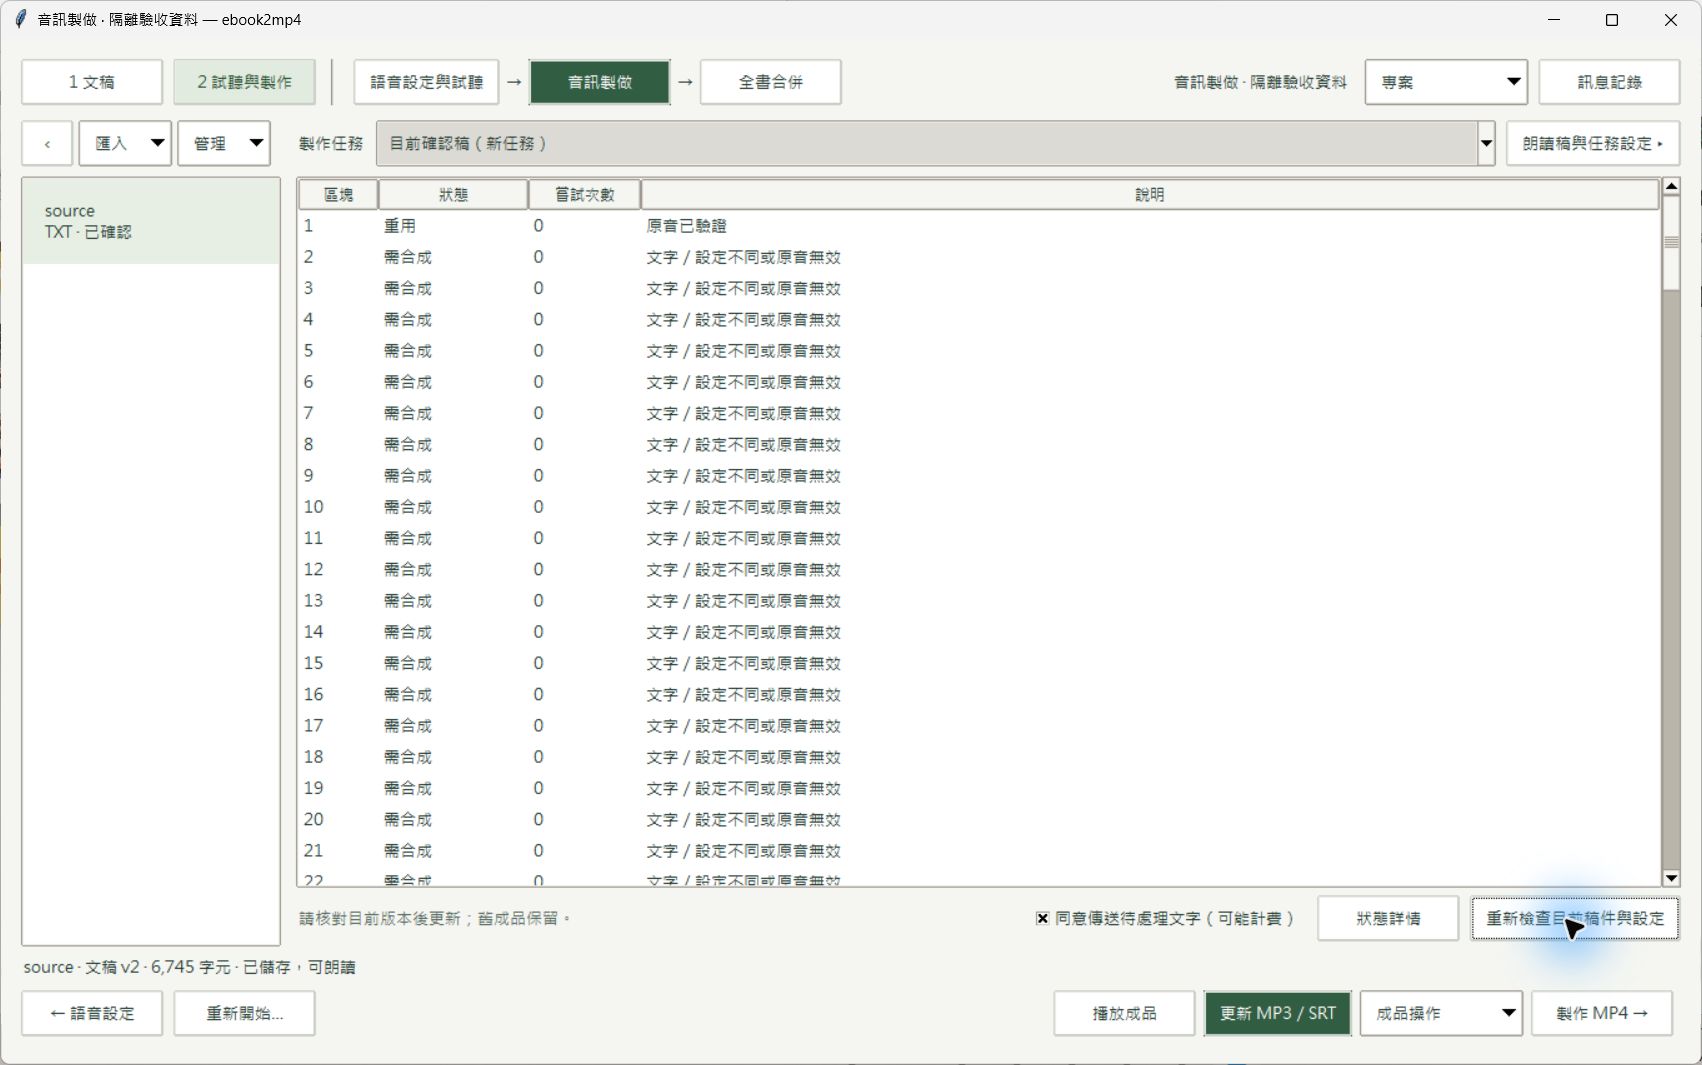 音訊製做 · 隔離驗收資料 — ebook2mp4
1 文稿 2 試聽與製作 語音設定與試聽 → 音訊製做 → 全書合併 音訊製做 · 隔離驗收資料 專案 訊息記錄
‹ 匯入 管理 製作任務 目前確認稿（新任務） 朗讀稿與任務設定 ▸
source
TXT · 已確認
區塊 狀態 嘗試次數 說明
1 重用 0 原音已驗證
2 需合成 0 文字 / 設定不同或原音無效
3 需合成 0 文字 / 設定不同或原音無效
4 需合成 0 文字 / 設定不同或原音無效
5 需合成 0 文字 / 設定不同或原音無效
6 需合成 0 文字 / 設定不同或原音無效
7 需合成 0 文字 / 設定不同或原音無效
8 需合成 0 文字 / 設定不同或原音無效
9 需合成 0 文字 / 設定不同或原音無效
10 需合成 0 文字 / 設定不同或原音無效
11 需合成 0 文字 / 設定不同或原音無效
12 需合成 0 文字 / 設定不同或原音無效
13 需合成 0 文字 / 設定不同或原音無效
14 需合成 0 文字 / 設定不同或原音無效
15 需合成 0 文字 / 設定不同或原音無效
16 需合成 0 文字 / 設定不同或原音無效
17 需合成 0 文字 / 設定不同或原音無效
18 需合成 0 文字 / 設定不同或原音無效
19 需合成 0 文字 / 設定不同或原音無效
20 需合成 0 文字 / 設定不同或原音無效
21 需合成 0 文字 / 設定不同或原音無效
22 需合成 0 文字 / 設定不同或原音無效
請核對目前版本後更新；舊成品保留。 同意傳送待處理文字（可能計費） 狀態詳情 重新檢查目前稿件與設定
source · 文稿 v2 · 6,745 字元 · 已儲存，可朗讀
← 語音設定 重新開始... 播放成品 更新 MP3 / SRT 成品操作 製作 MP4 →